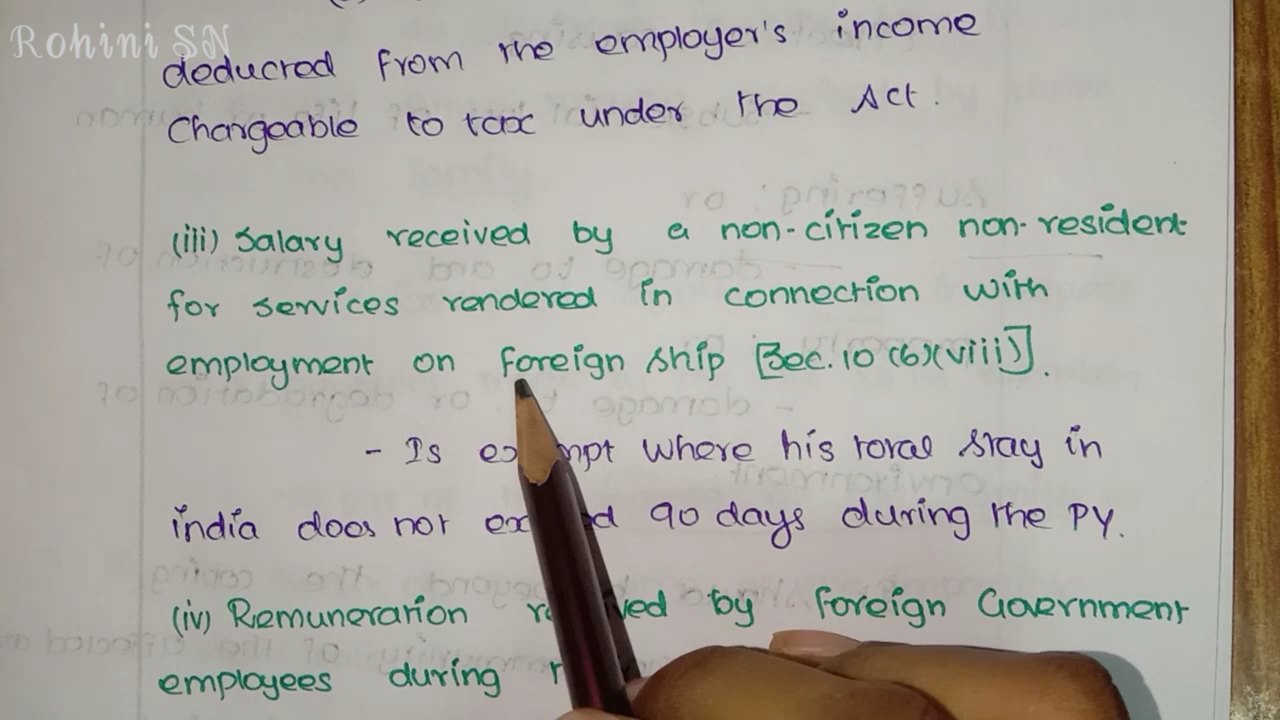 Rohini SN
deducted from the employer's income
Chargeable to tax under the Act.
(iii) Salary received by a non-citizen non-resident
for services rendered in connection with
employment on foreign ship [Sec. 10 (6)(viii)].
- Is exempt where his total stay in
india does not exceed 90 days during the PY.
(iv) Remuneration received by foreign Government
employees during